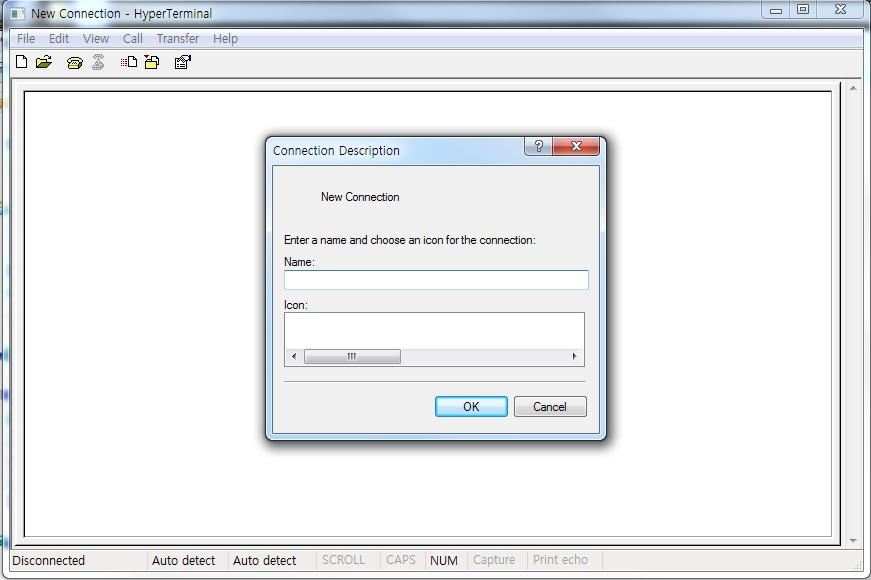 New Connection - HyperTerminal
File Edit View Call Transfer Help
Connection Description
New Connection
Enter a name and choose an icon for the connection:
Name:
Icon:
OK Cancel
Disconnected Auto detect Auto detect SCROLL CAPS NUM Capture Print echo